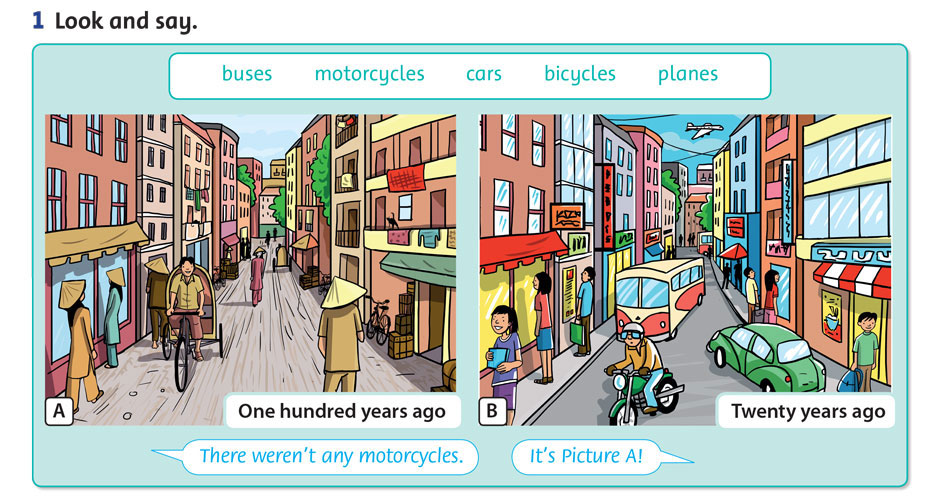 1 Look and say.
buses motorcycles cars bicycles planes
A
One hundred years ago
B
Twenty years ago
There weren't any motorcycles.
It's Picture A!